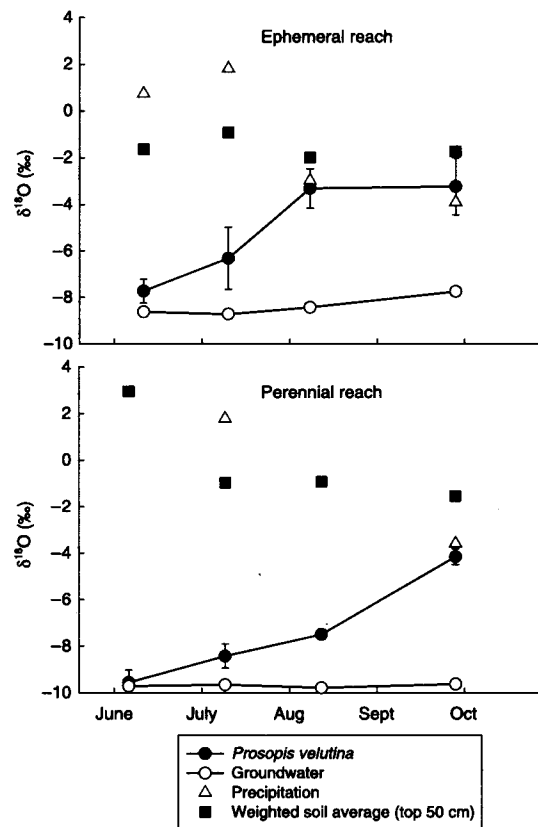 Ephemeral reach
4
2
0
−2
−4
−6
−8
−10
δ18O (‰)
Perennial reach
4
2
0
−2
−4
−6
−8
−10
δ18O (‰)
June July Aug Sept Oct
Prosopis velutina
Groundwater
Precipitation
Weighted soil average (top 50 cm)